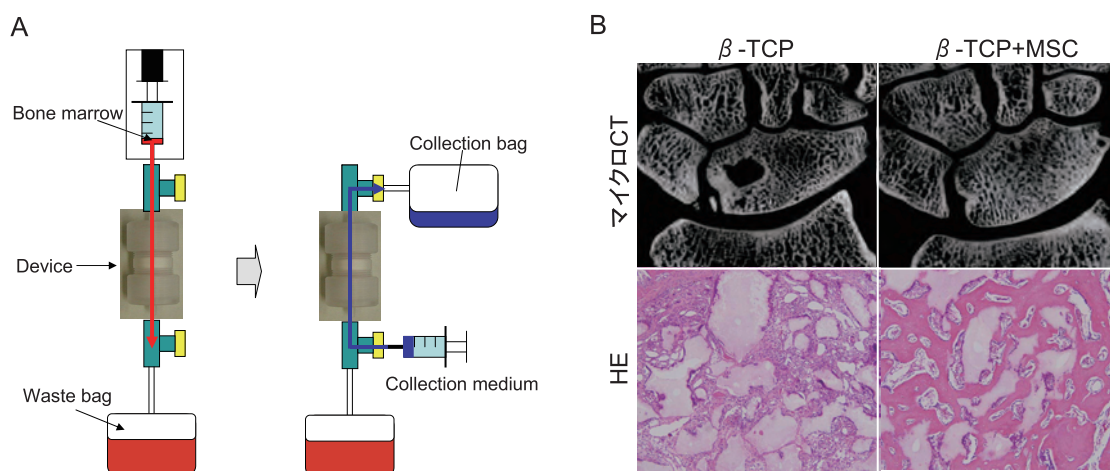 A
Bone marrow
Device
Waste bag
Collection bag
Collection medium
B
β-TCP
β-TCP+MSC
マイクロCT
HE